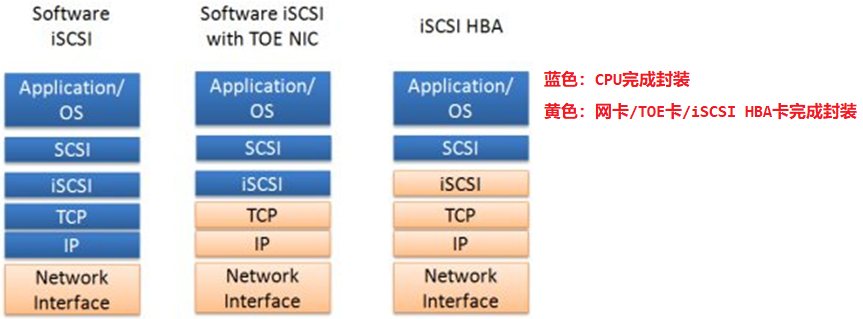 Software
iSCSI
Application/
OS
SCSI
iSCSI
TCP
IP
Network
Interface
Software iSCSI
with TOE NIC
Application/
OS
SCSI
iSCSI
TCP
IP
Network
Interface
iSCSI HBA
Application/
OS
SCSI
iSCSI
TCP
IP
Network
Interface
蓝色：CPU完成封装
黄色：网卡/TOE卡/iSCSI HBA卡完成封装